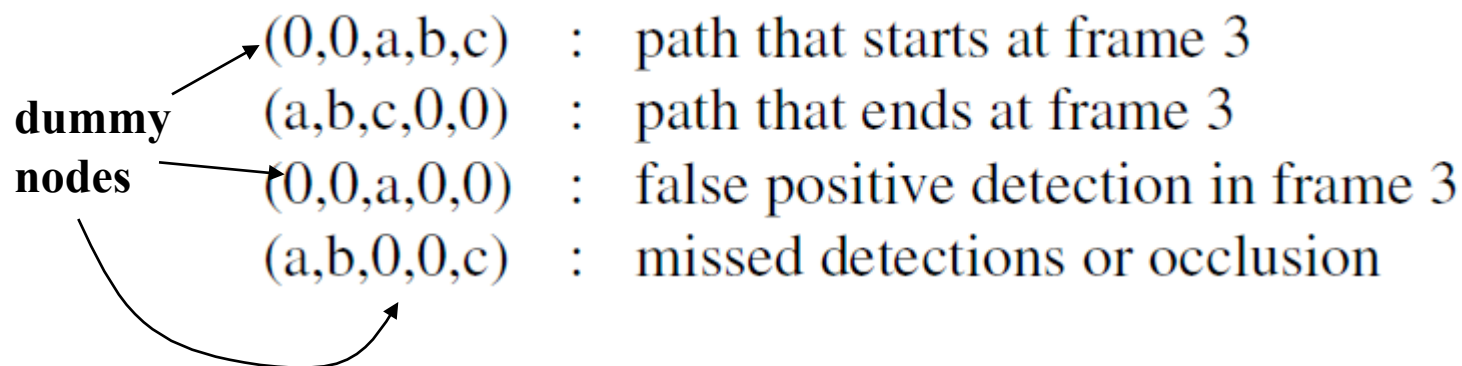 (0,0,a,b,c) : path that starts at frame 3
dummy
nodes
(a,b,c,0,0) : path that ends at frame 3
(0,0,a,0,0) : false positive detection in frame 3
(a,b,0,0,c) : missed detections or occlusion